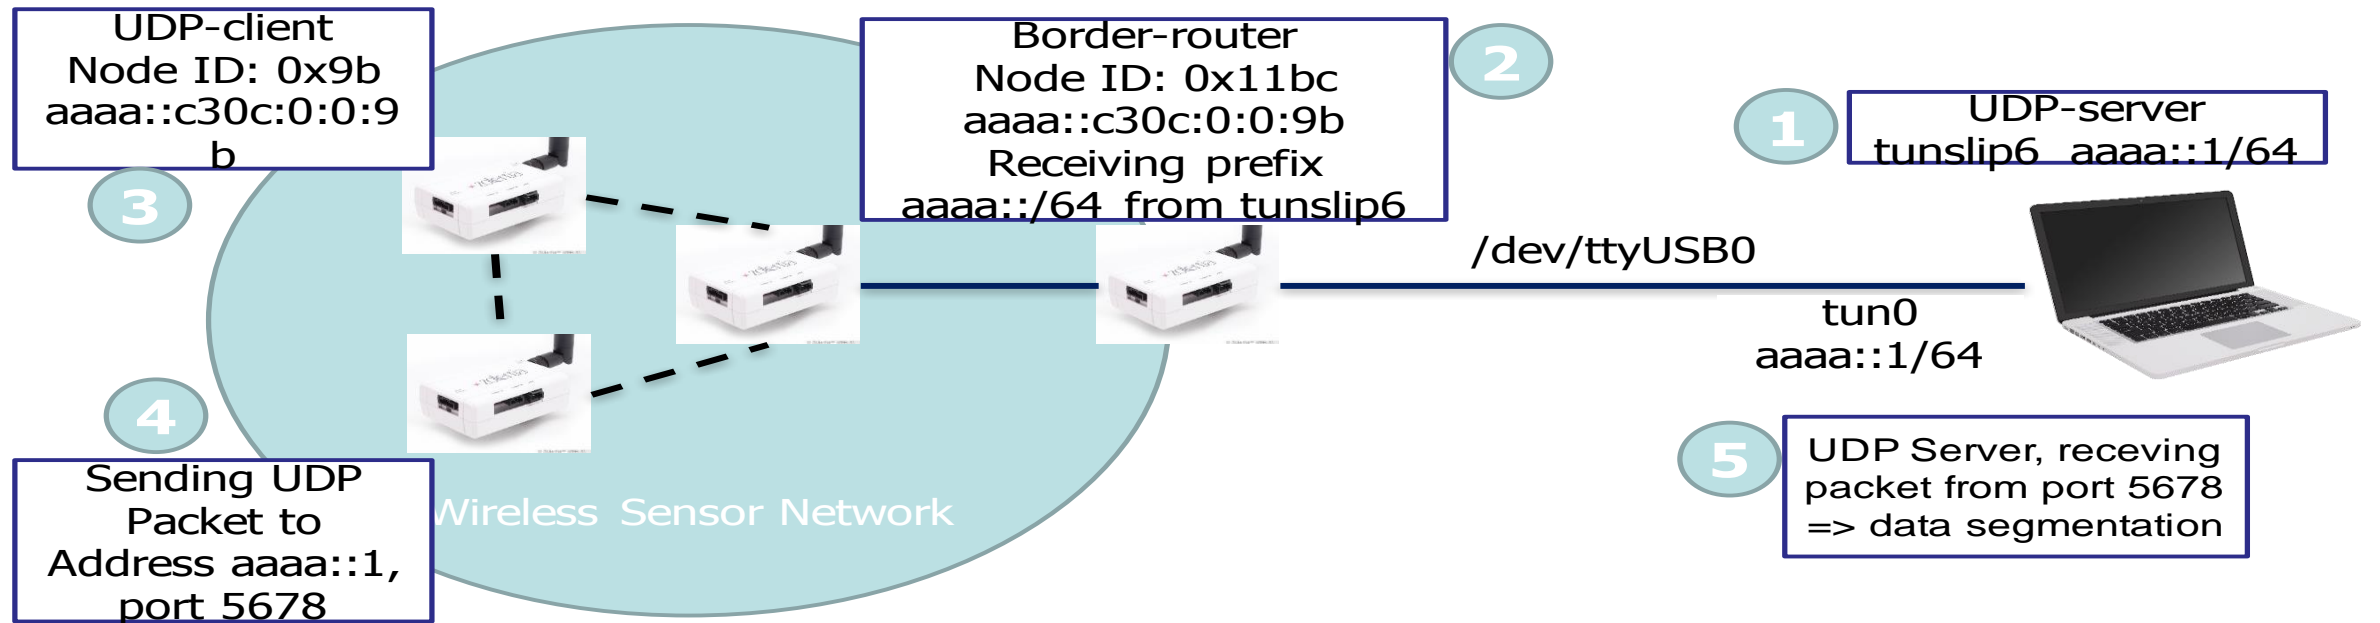 UDP-client
Node ID: 0x9b
aaaa::c30c:0:0:9
b
3
Border-router
Node ID: 0x11bc
aaaa::c30c:0:0:9b
Receiving prefix
aaaa::/64 from tunslip6
2
1
UDP-server
tunslip6 aaaa::1/64
/dev/ttyUSB0
tun0
aaaa::1/64
4
Sending UDP
Packet to
Address aaaa::1,
port 5678
Wireless Sensor Network
5
UDP Server, receving
packet from port 5678
=> data segmentation